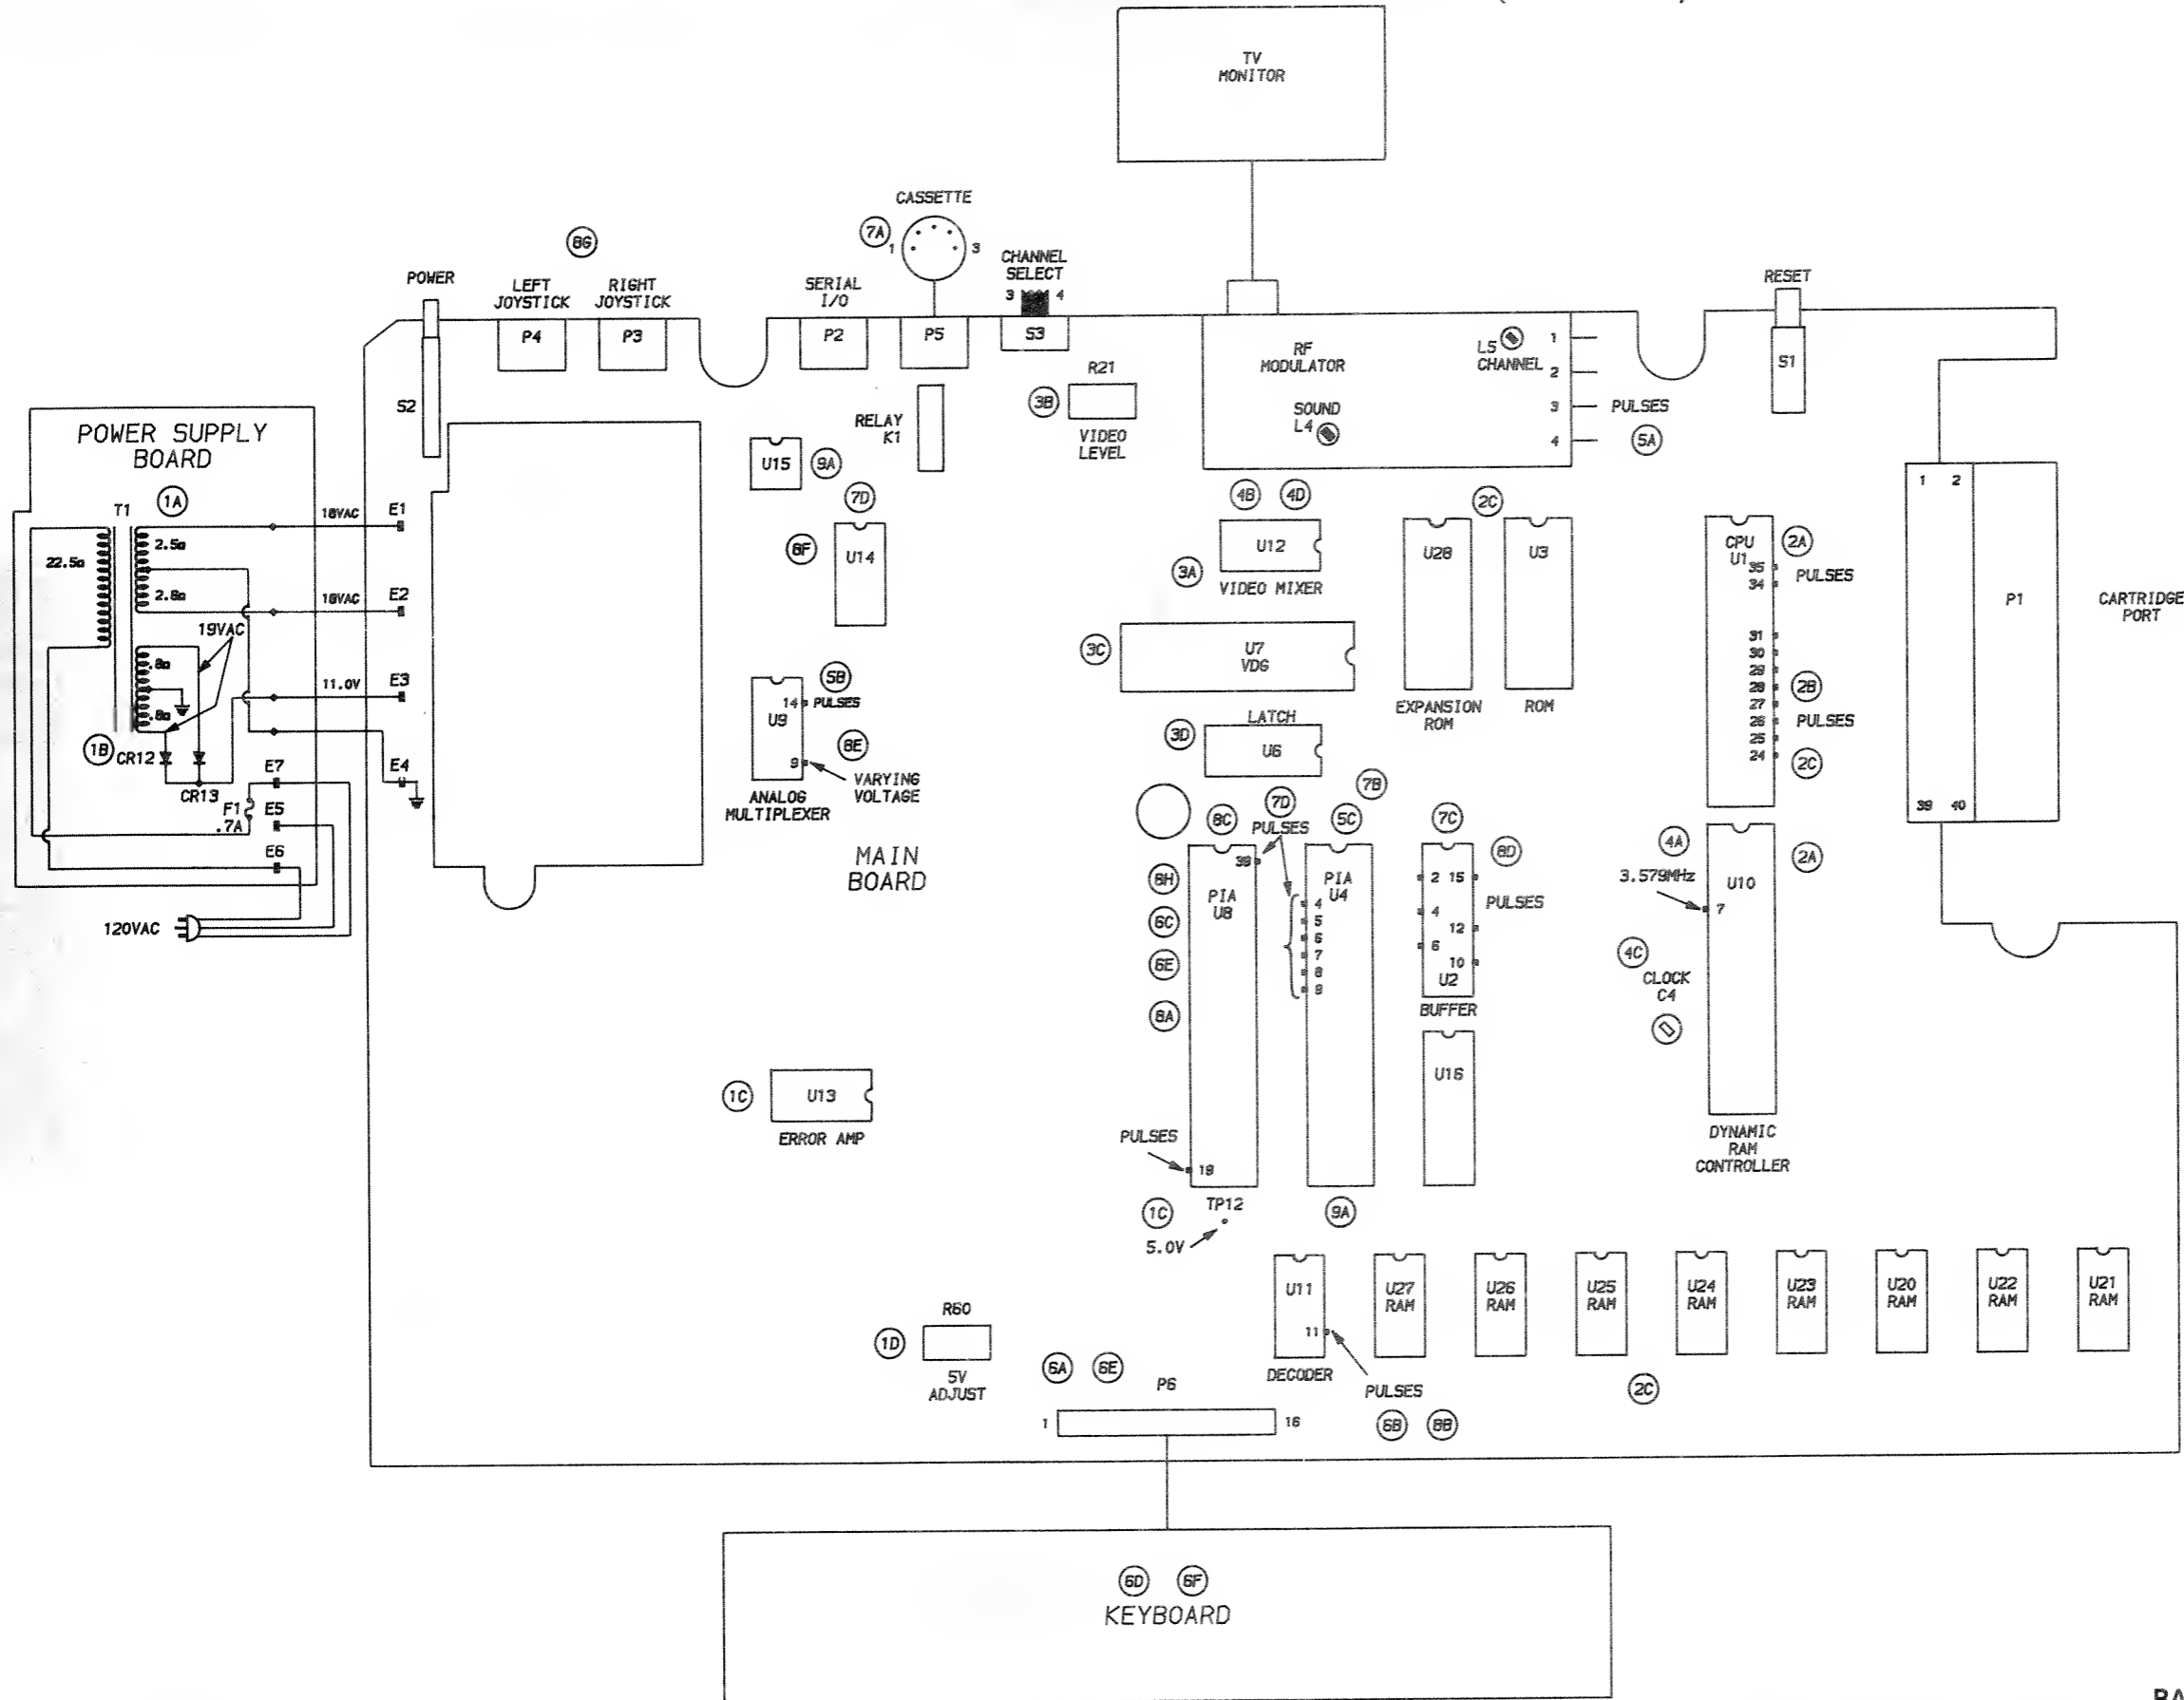 TV
MONITOR
CASSETTE
7A
1
3
8G
CHANNEL
SELECT
3
4
POWER
LEFT
JOYSTICK
RIGHT
JOYSTICK
SERIAL
I/O
RESET
P4
P3
P2
P5
S3
S2
RF
MODULATOR
L5
CHANNEL
SOUND
L4
1
2
3
4
PULSES
5A
S1
R21
3B
VIDEO
LEVEL
RELAY
K1
POWER SUPPLY
BOARD
1A
T1
22.5Ω
2.5Ω
2.8Ω
18VAC
E1
18VAC
E2
19VAC
.8Ω
.8Ω
11.0V
E3
1B
CR12
CR13
E4
E7
F1
.7A
E5
E6
120VAC
U15
9A
7D
8F
U14
4B
4D
U12
3A
VIDEO MIXER
2C
U28
U3
EXPANSION
ROM
ROM
3C
U7
VDG
LATCH
3D
U6
CPU
U1
2A
35
34
PULSES
31
30
29
28
27
26
25
24
2B
PULSES
2C
1
2
P1
39
40
CARTRIDGE
PORT
5B
14
PULSES
U9
8E
9
VARYING
VOLTAGE
ANALOG
MULTIPLEXER
MAIN
BOARD
8C
7D
PULSES
5C
7B
7C
8D
39
PIA
U8
8H
6C
6E
8A
PIA
U4
4
5
6
7
8
9
2
15
4
12
6
10
U2
PULSES
BUFFER
U16
4A
3.579MHz
7
U10
2A
4C
CLOCK
C4
DYNAMIC
RAM
CONTROLLER
1C
U13
ERROR AMP
PULSES
19
1C
TP12
5.0V
9A
R60
1D
5V
ADJUST
U11
11
DECODER
PULSES
6B
8B
U27
RAM
U26
RAM
U25
RAM
U24
RAM
U23
RAM
U20
RAM
U22
RAM
U21
RAM
2C
6A
6E
P6
1
16
6D
6F
KEYBOARD